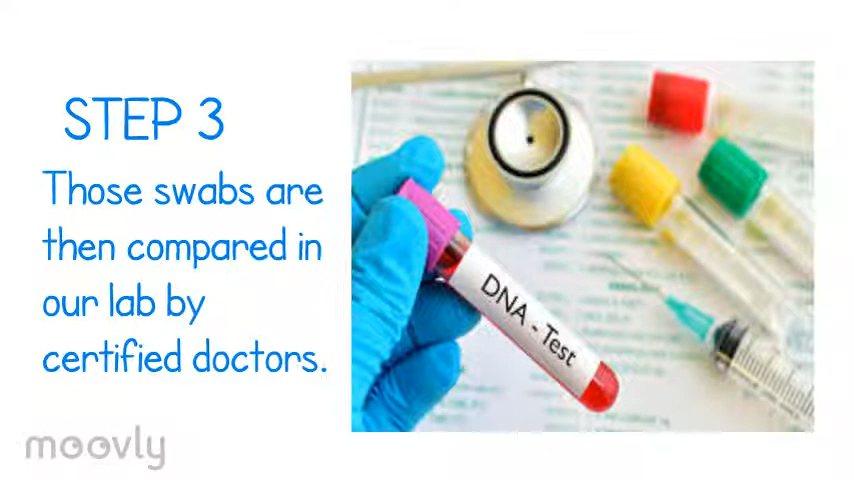 STEP 3
Those swabs are
then compared in
our lab by
certified doctors.
DNA - Test
moovly